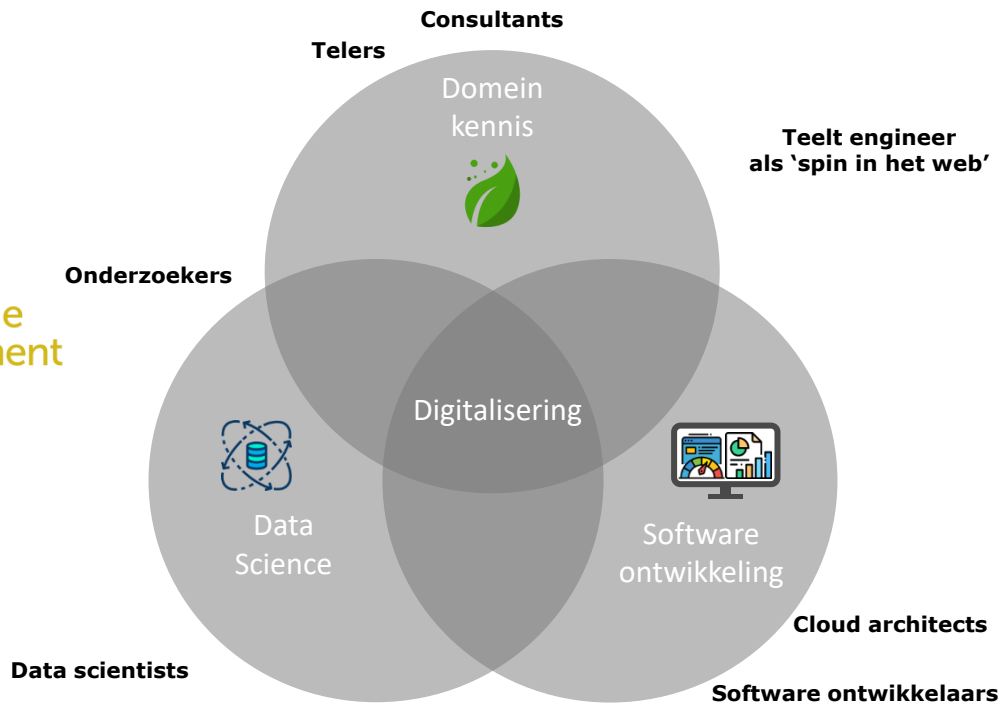 Consultants
Telers
Domein
kennis
Teelt engineer
als ‘spin in het web’
Onderzoekers
e
ent
Digitalisering
Data
Science
Software
ontwikkeling
Cloud architects
Data scientists
Software ontwikkelaars